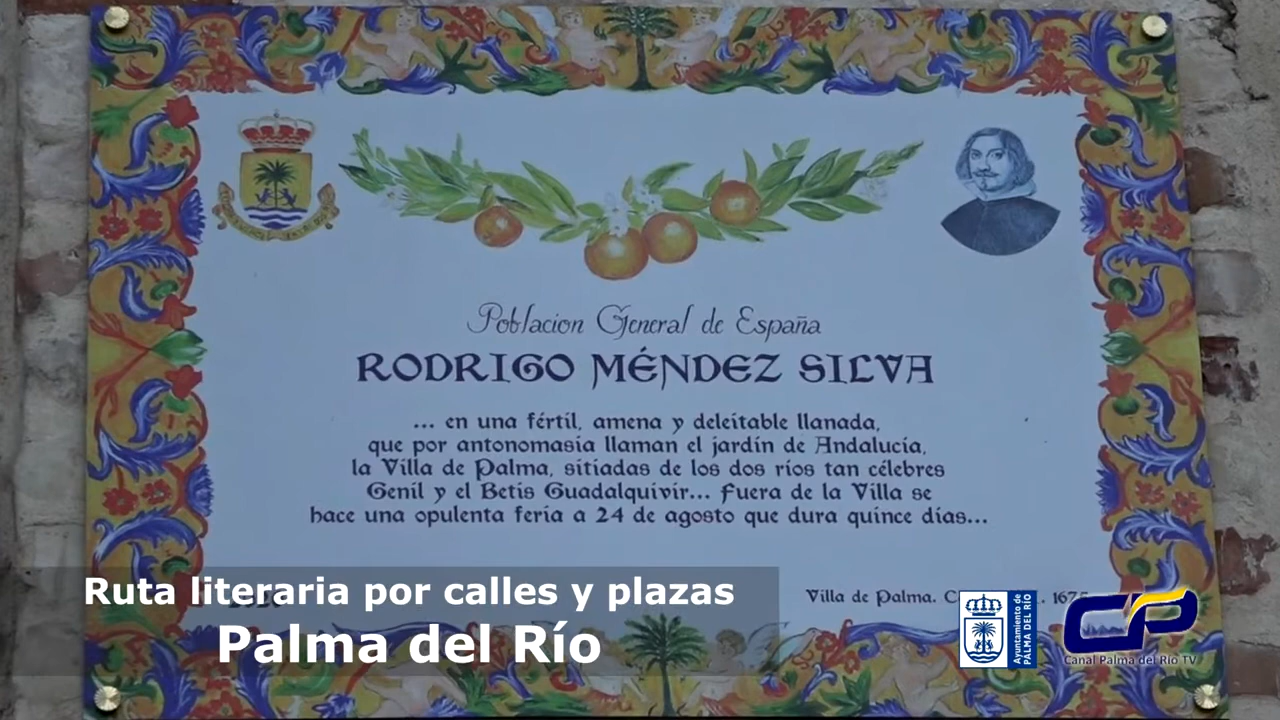 Poblacion General de España
RODRIGO MÉNDEZ SILVA
... en una fértil, amena y deleitable llanada,
que por antonomasia llaman el jardín de Andalucía,
la Villa de Palma, sitiadas de los dos ríos tan célebres
Genil y el Betis Guadalquivir... Fuera de la Villa se
hace una opulenta feria a 24 de agosto que dura quince días...
Villa de Palma.
Ruta literaria por calles y plazas
Palma del Río
Ayuntamiento de
PALMA DEL RÍO
CP
Canal Palma del Río TV